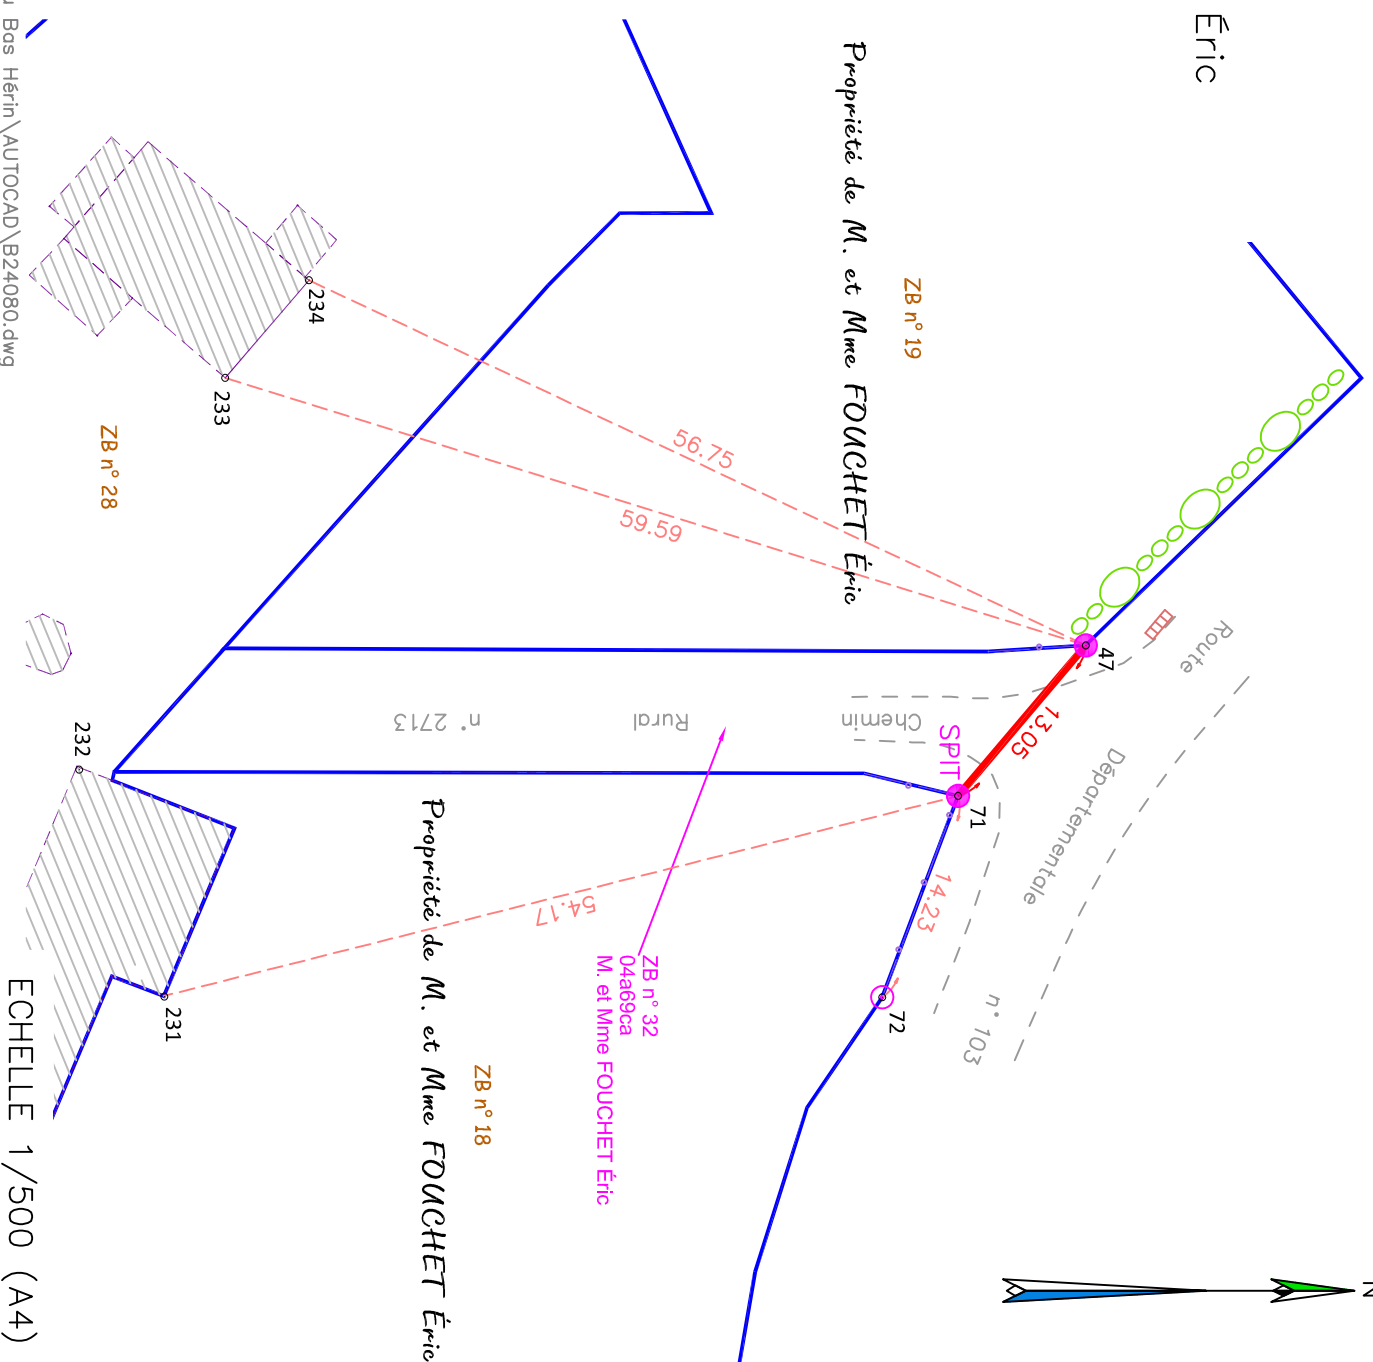 Éric
Propriété de M. et Mme FOUCHET Éric
ZB n° 19
234
233
ZB n° 28
56.75
59.59
47
Route
Départementale
n° 103
13.05
SPIT
71
14.23
72
Chemin
Rural
n° 2713
232
231
54.17
ZB n° 32
04a69ca
M. et Mme FOUCHET Éric
Propriété de M. et Mme FOUCHET Éric
ZB n° 18
Bas Hérin\AUTOCAD\B24080.dwg
ECHELLE 1/500 (A4)
N